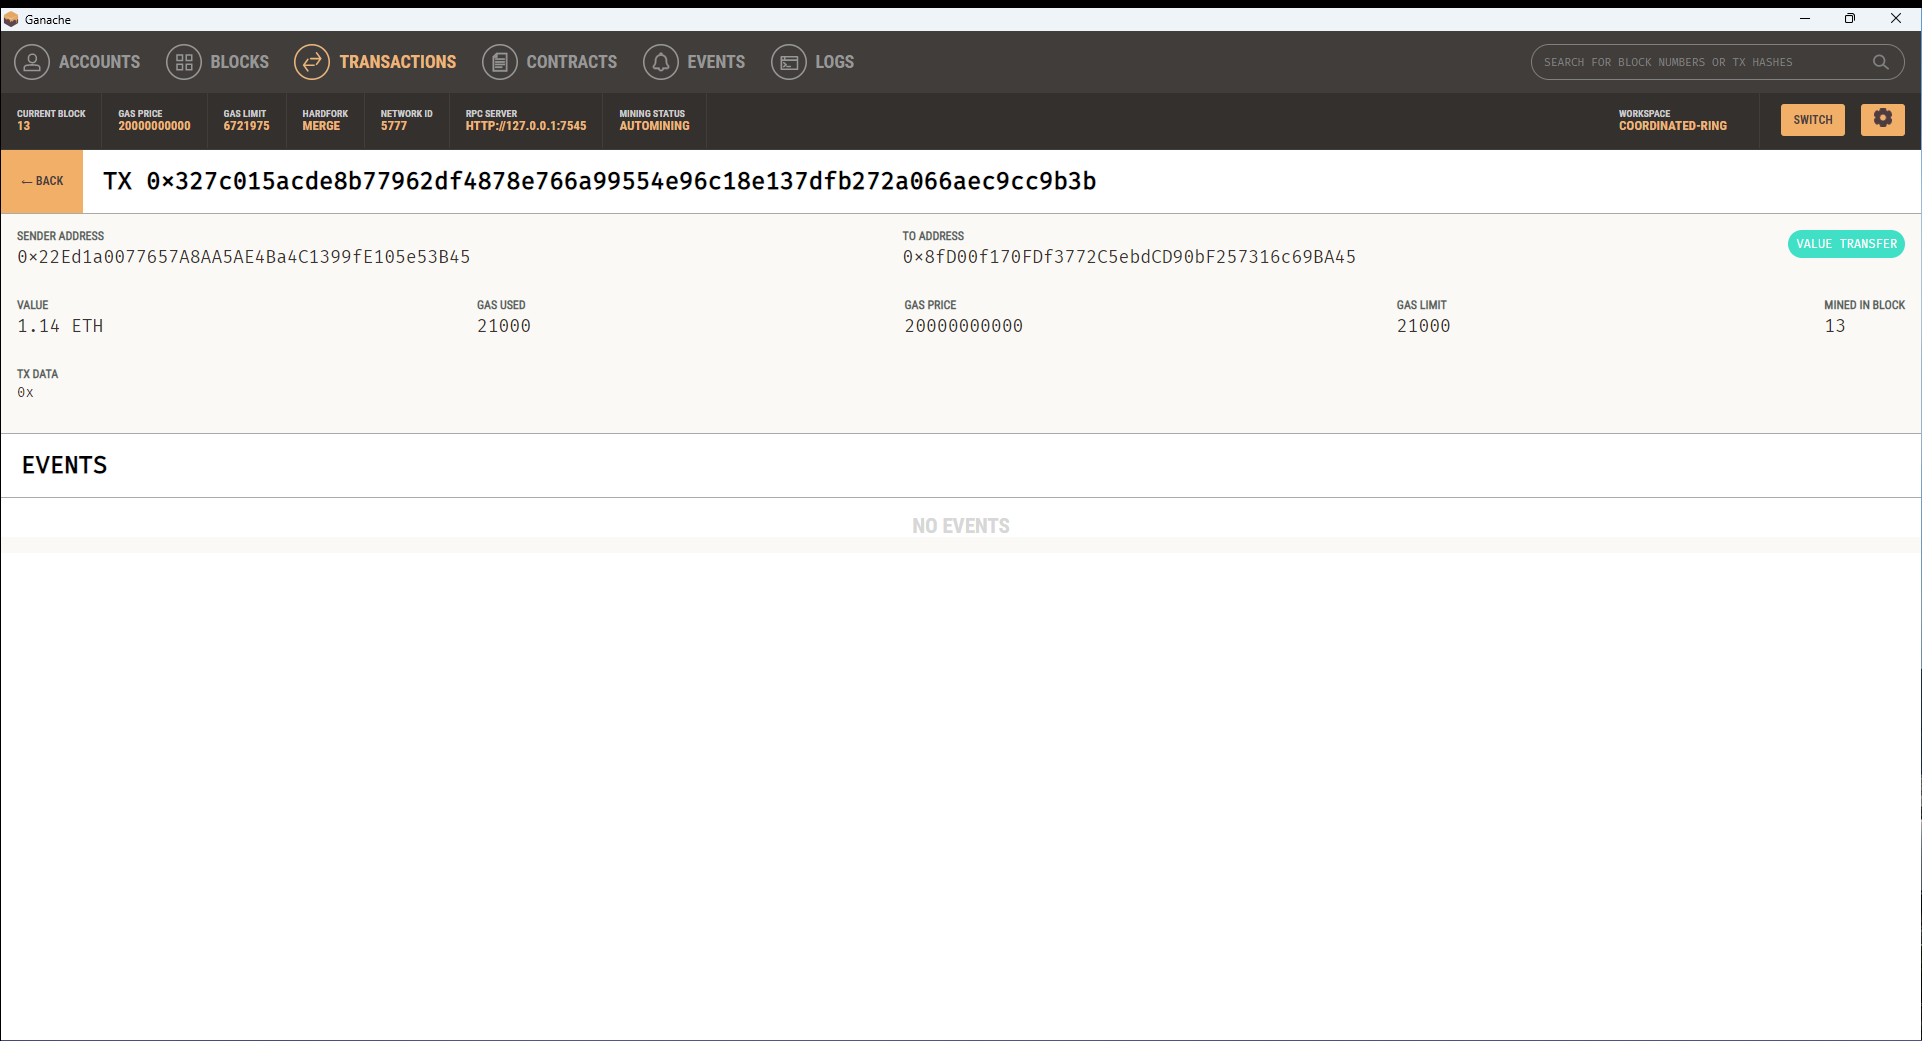 Ganache
ACCOUNTS BLOCKS TRANSACTIONS CONTRACTS EVENTS LOGS SEARCH FOR BLOCK NUMBERS OR TX HASHES
CURRENT BLOCK GAS PRICE GAS LIMIT HARDFORK NETWORK ID RPC SERVER MINING STATUS WORKSPACE
13 20000000000 6721975 MERGE 5777 HTTP://127.0.0.1:7545 AUTOMINING COORDINATED-RING SWITCH
← BACK TX 0×327c015acde8b77962df4878e766a99554e96c18e137dfb272a066aec9cc9b3b
SENDER ADDRESS TO ADDRESS
0×22Ed1a0077657A8AA5AE4Ba4C1399fE105e53B45 0×8fD00f170FDf3772C5ebdCD90bF257316c69BA45 VALUE TRANSFER
VALUE GAS USED GAS PRICE GAS LIMIT MINED IN BLOCK
1.14 ETH 21000 20000000000 21000 13
TX DATA
0x
EVENTS
NO EVENTS